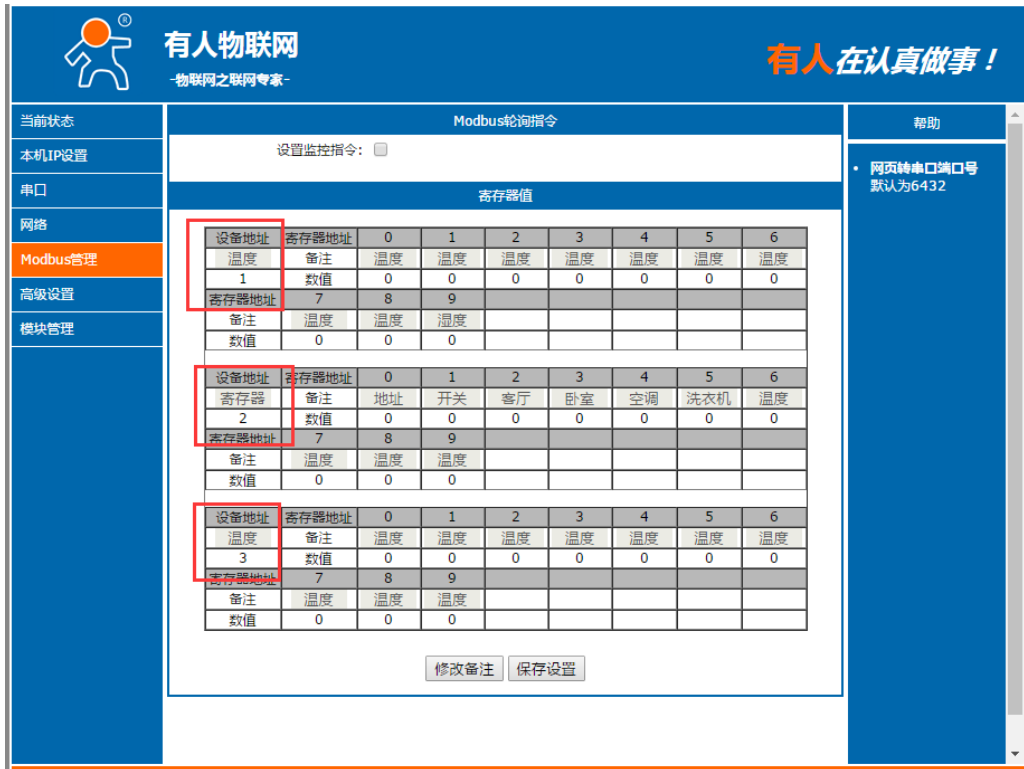 ®
有人物联网
-物联网之联网专家-
有人在认真做事！
当前状态
本机IP设置
串口
网络
Modbus管理
高级设置
模块管理
Modbus轮询指令
设置监控指令：
寄存器值
设备地址 寄存器地址 0 1 2 3 4 5 6
温度 备注 温度 温度 温度 温度 温度 温度 温度
1 数值 0 0 0 0 0 0 0
寄存器地址 7 8 9
备注 温度 温度 湿度
数值 0 0 0
设备地址 寄存器地址 0 1 2 3 4 5 6
寄存器 备注 地址 开关 客厅 卧室 空调 洗衣机 温度
2 数值 0 0 0 0 0 0 0
寄存器地址 7 8 9
备注 温度 温度 温度
数值 0 0 0
设备地址 寄存器地址 0 1 2 3 4 5 6
温度 备注 温度 温度 温度 温度 温度 温度 温度
3 数值 0 0 0 0 0 0 0
寄存器地址 7 8 9
备注 温度 温度 温度
数值 0 0 0
修改备注 保存设置
帮助
• 网页转串口端口号
默认为6432